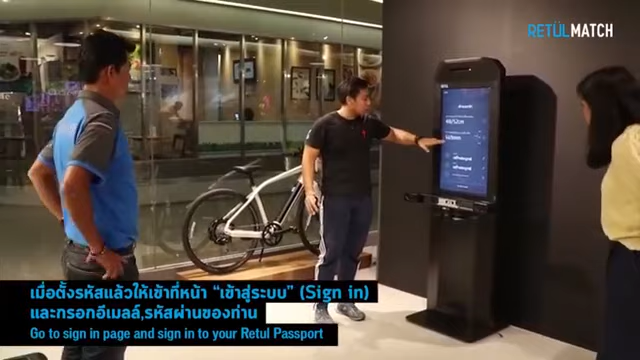 RETÜL MATCH
เมื่อตั้งรหัสแล้วให้เข้าที่หน้า “เข้าสู่ระบบ” (Sign in)
และกรอกอีเมลล์,รหัสผ่านของท่าน
Go to sign in page and sign in to your Retul Passport